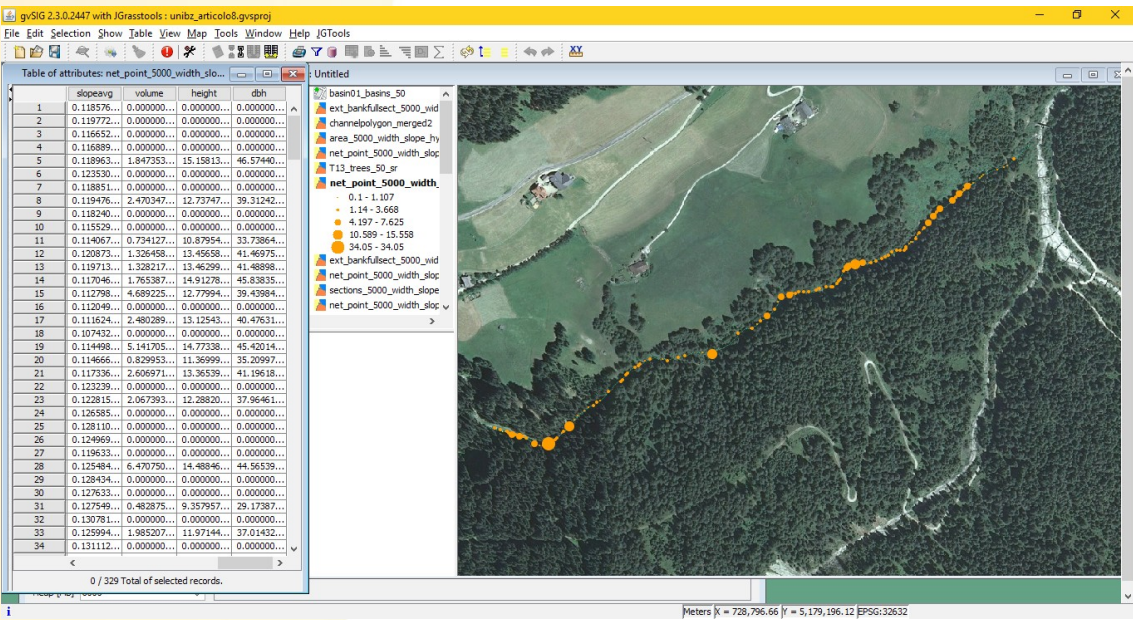 gvSIG 2.3.0.2447 with JGrasstools : unibz_articolo8.gvsproj
File Edit Selection Show Table View Map Tools Window Help JGTools
Table of attributes: net_point_5000_width_slo...
slopeavg volume height dbh
1 0.118576... 0.000000... 0.000000... 0.000000...
2 0.119772... 0.000000... 0.000000... 0.000000...
3 0.116652... 0.000000... 0.000000... 0.000000...
4 0.116889... 0.000000... 0.000000... 0.000000...
5 0.118963... 1.847353... 15.15813... 46.57440...
6 0.123530... 0.000000... 0.000000... 0.000000...
7 0.118851... 0.000000... 0.000000... 0.000000...
8 0.119476... 2.470347... 12.73747... 39.31242...
9 0.118240... 0.000000... 0.000000... 0.000000...
10 0.115529... 0.000000... 0.000000... 0.000000...
11 0.114067... 0.734127... 10.87954... 33.73864...
12 0.120873... 1.326458... 13.45658... 41.46975...
13 0.119713... 1.328217... 13.46299... 41.48898...
14 0.117046... 1.765387... 14.91278... 45.83835...
15 0.112798... 4.689225... 12.77994... 39.43984...
16 0.112049... 0.000000... 0.000000... 0.000000...
17 0.111624... 2.480289... 13.12543... 40.47631...
18 0.107432... 0.000000... 0.000000... 0.000000...
19 0.114498... 5.141705... 14.77338... 45.42014...
20 0.114666... 0.829953... 11.36999... 35.20997...
21 0.117336... 2.606971... 13.36539... 41.19618...
22 0.123239... 0.000000... 0.000000... 0.000000...
23 0.122815... 2.067393... 12.28820... 37.96461...
24 0.126585... 0.000000... 0.000000... 0.000000...
25 0.128110... 0.000000... 0.000000... 0.000000...
26 0.124969... 0.000000... 0.000000... 0.000000...
27 0.119633... 0.000000... 0.000000... 0.000000...
28 0.125484... 6.470750... 14.48846... 44.56539...
29 0.128434... 0.000000... 0.000000... 0.000000...
30 0.127633... 0.000000... 0.000000... 0.000000...
31 0.127549... 0.482875... 9.357957... 29.17387...
32 0.130781... 0.000000... 0.000000... 0.000000...
33 0.125994... 1.985207... 11.97144... 37.01432...
34 0.131112... 0.000000... 0.000000... 0.000000...
0 / 329 Total of selected records.
: Untitled
basin01_basins_50
ext_bankfullsect_5000_wid
channelpolygon_merged2
area_5000_width_slope_hy
net_point_5000_width_slop
T13_trees_50_sr
net_point_5000_width_
0.1 - 1.107
1.14 - 3.668
4.197 - 7.625
10.589 - 15.558
34.05 - 34.05
ext_bankfullsect_5000_wid
net_point_5000_width_slop
sections_5000_width_slope
net_point_5000_width_slop
Meters X = 728,796.66 Y = 5,179,196.12 EPSG:32632